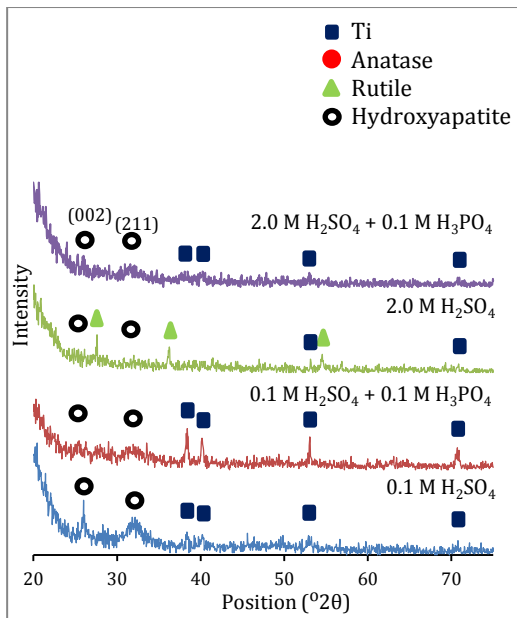 Ti
Anatase
Rutile
Hydroxyapatite
(002)
(211)
2.0 M H₂SO₄ + 0.1 M H₃PO₄
2.0 M H₂SO₄
0.1 M H₂SO₄ + 0.1 M H₃PO₄
0.1 M H₂SO₄
Intensity
20 30 40 50 60 70
Position (⁰2θ)